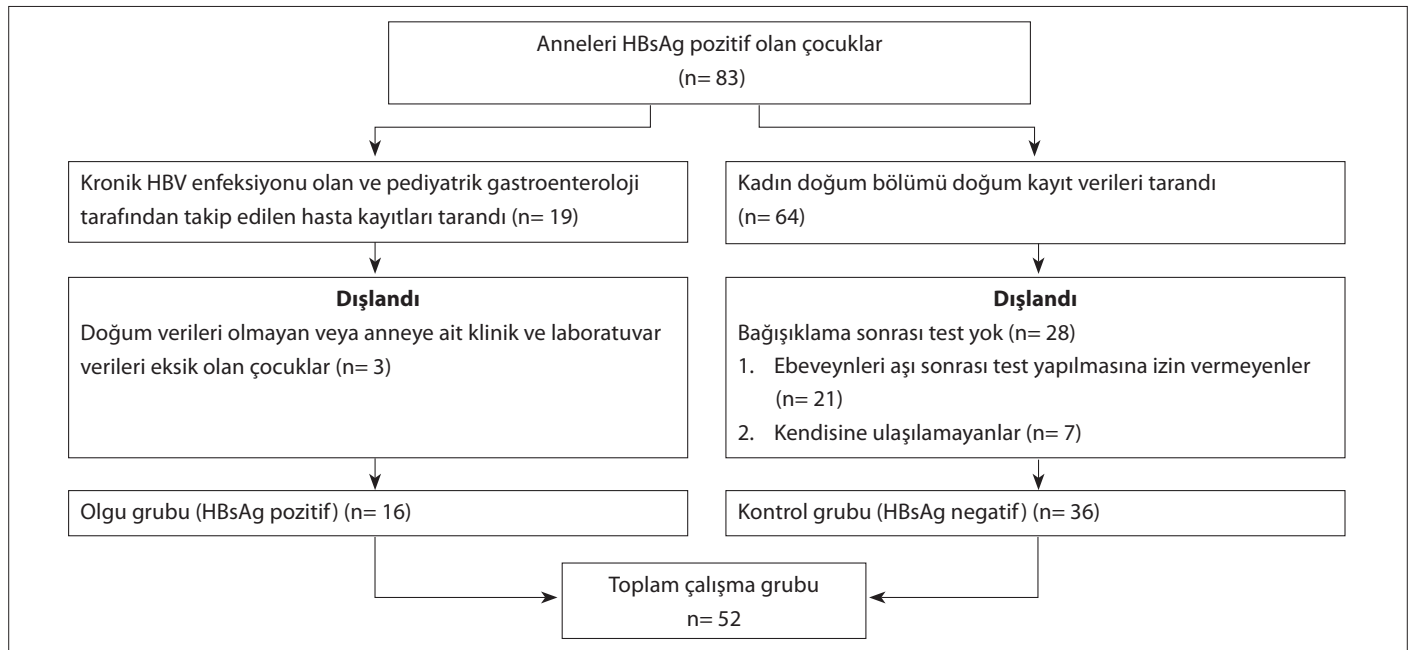 Anneleri HBsAg pozitif olan çocuklar
(n= 83)
Kronik HBV enfeksiyonu olan ve pediyatrik gastroenteroloji
tarafından takip edilen hasta kayıtları tarandı (n= 19)
Kadın doğum bölümü doğum kayıt verileri tarandı
(n= 64)
Dışlandı
Doğum verileri olmayan veya anneye ait klinik ve laboratuvar
verileri eksik olan çocuklar (n= 3)
Dışlandı
Bağışıklama sonrası test yok (n= 28)
1. Ebeveynleri aşı sonrası test yapılmasına izin vermeyenler
(n= 21)
2. Kendisine ulaşılamayanlar (n= 7)
Olgu grubu (HBsAg pozitif) (n= 16)
Kontrol grubu (HBsAg negatif) (n= 36)
Toplam çalışma grubu
n= 52